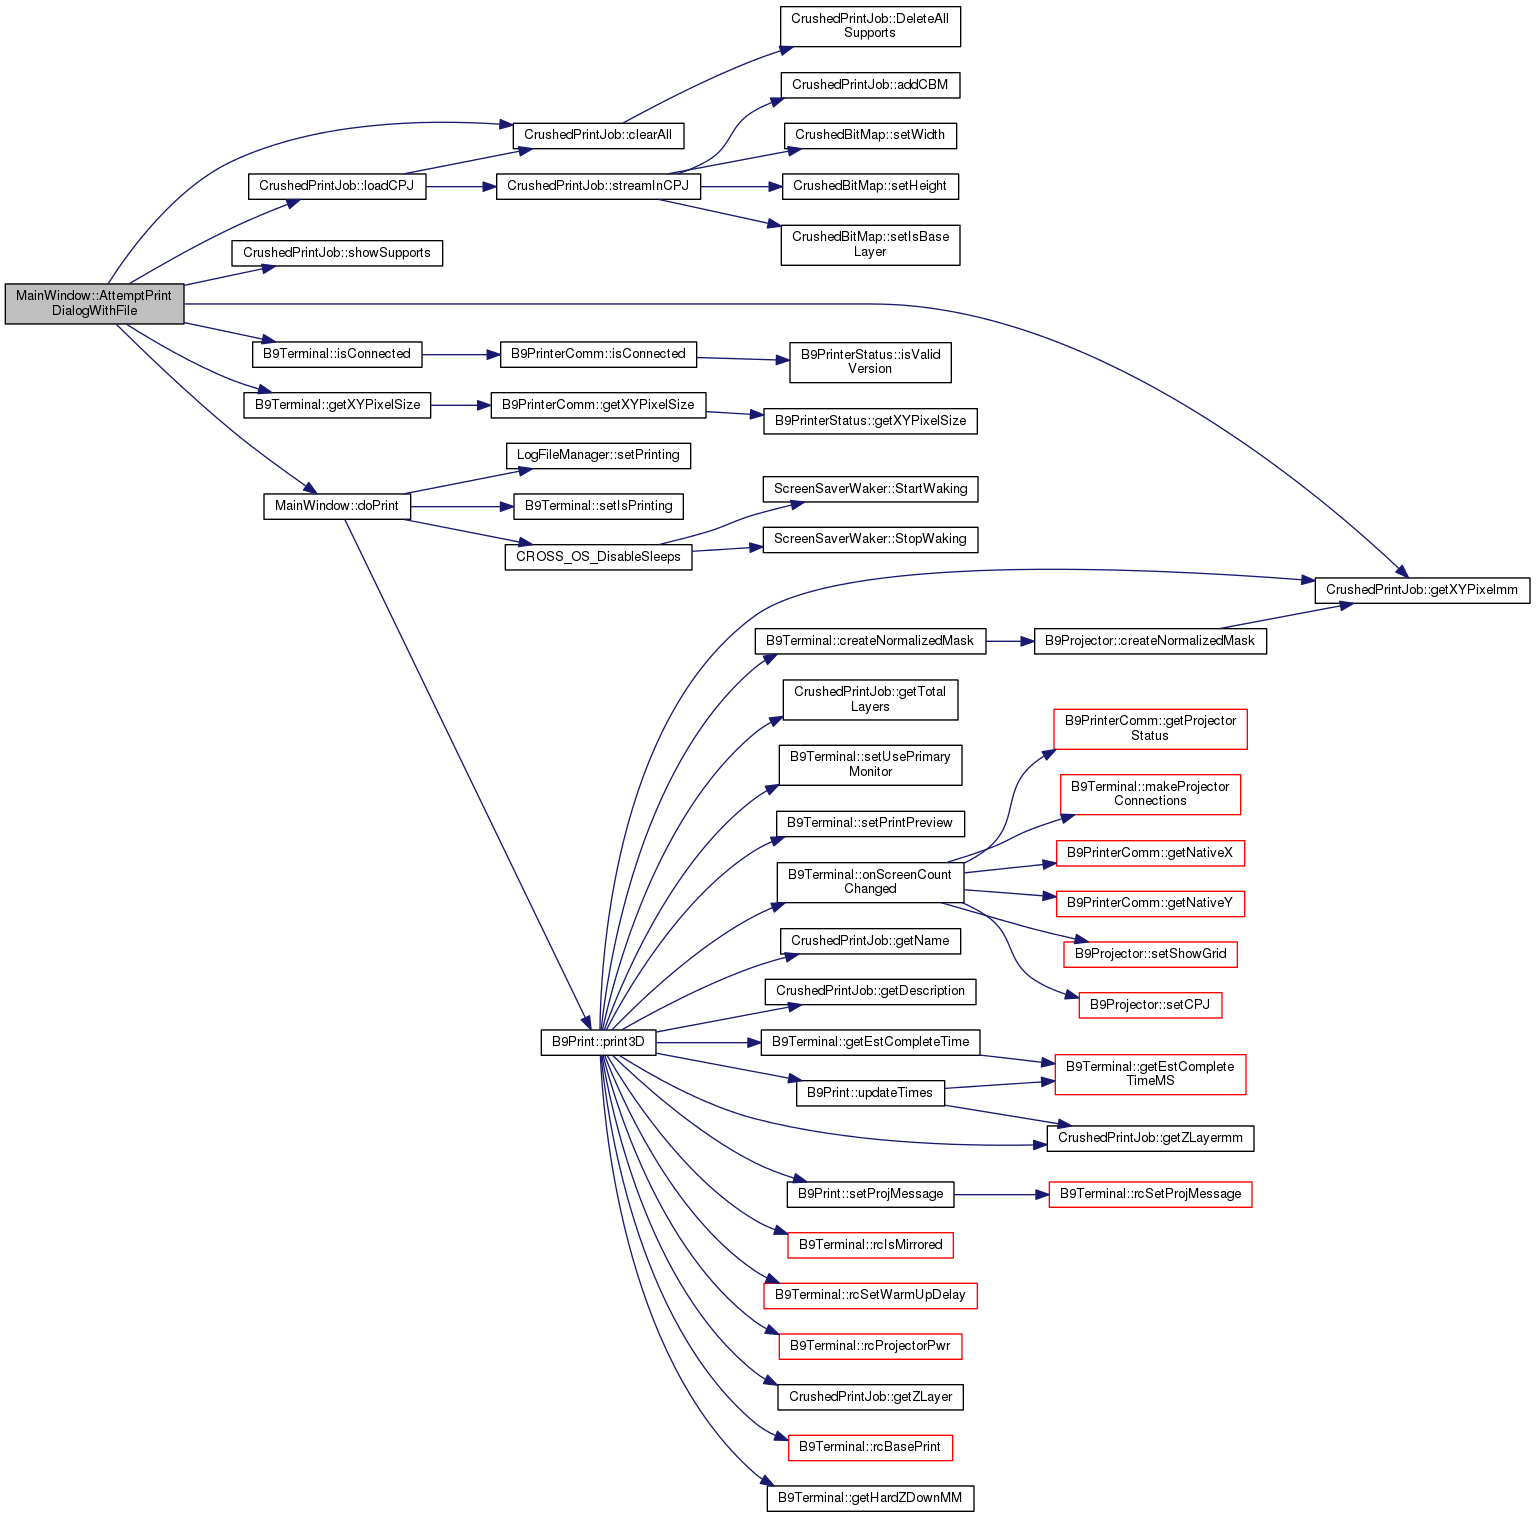 CrushedPrintJob::DeleteAll
Supports
CrushedPrintJob::addCBM
CrushedPrintJob::clearAll
CrushedBitMap::setWidth
CrushedPrintJob::loadCPJ
CrushedPrintJob::streamInCPJ
CrushedBitMap::setHeight
CrushedPrintJob::showSupports
CrushedBitMap::setIsBase
Layer
MainWindow::AttemptPrint
DialogWithFile
B9Terminal::isConnected
B9PrinterComm::isConnected
B9PrinterStatus::isValid
Version
B9Terminal::getXYPixelSize
B9PrinterComm::getXYPixelSize
B9PrinterStatus::getXYPixelSize
LogFileManager::setPrinting
ScreenSaverWaker::StartWaking
MainWindow::doPrint
B9Terminal::setIsPrinting
ScreenSaverWaker::StopWaking
CROSS_OS_DisableSleeps
CrushedPrintJob::getXYPixelmm
B9Terminal::createNormalizedMask
B9Projector::createNormalizedMask
CrushedPrintJob::getTotal
Layers
B9PrinterComm::getProjector
Status
B9Terminal::setUsePrimary
Monitor
B9Terminal::makeProjector
Connections
B9Terminal::setPrintPreview
B9PrinterComm::getNativeX
B9Terminal::onScreenCount
Changed
B9PrinterComm::getNativeY
CrushedPrintJob::getName
B9Projector::setShowGrid
CrushedPrintJob::getDescription
B9Projector::setCPJ
B9Print::print3D
B9Terminal::getEstCompleteTime
B9Terminal::getEstComplete
TimeMS
B9Print::updateTimes
CrushedPrintJob::getZLayermm
B9Print::setProjMessage
B9Terminal::rcSetProjMessage
B9Terminal::rcIsMirrored
B9Terminal::rcSetWarmUpDelay
B9Terminal::rcProjectorPwr
CrushedPrintJob::getZLayer
B9Terminal::rcBasePrint
B9Terminal::getHardZDownMM